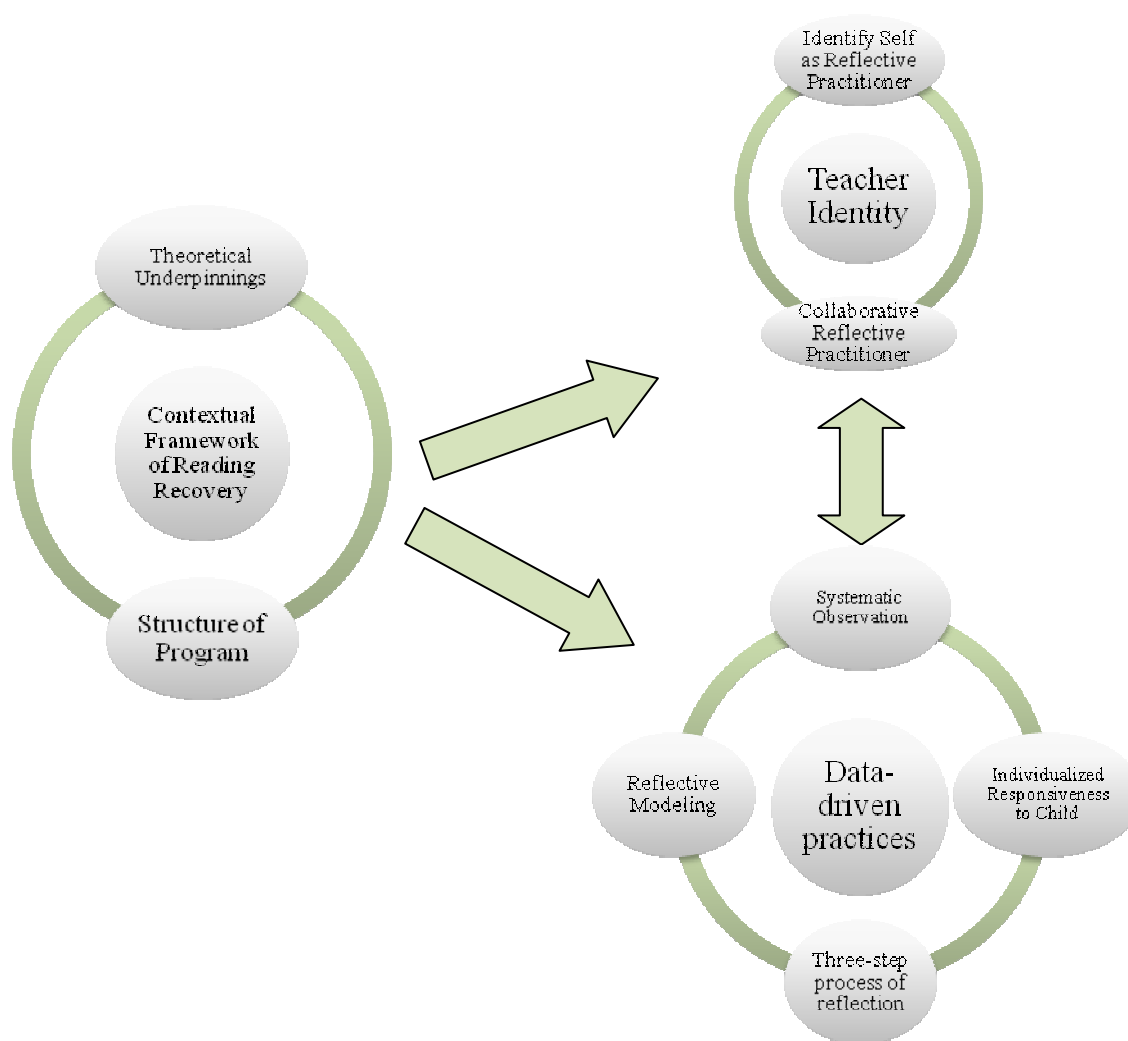 Identify Self
as Reflective
Practitioner
Teacher
Identity
Collaborative
Reflective
Practitioner
Theoretical
Underpinnings
Contextual
Framework
of Reading
Recovery
Structure of
Program
Systematic
Observation
Reflective
Modeling
Data-
driven
practices
Individualized
Responsiveness
to Child
Three-step
process of
reflection